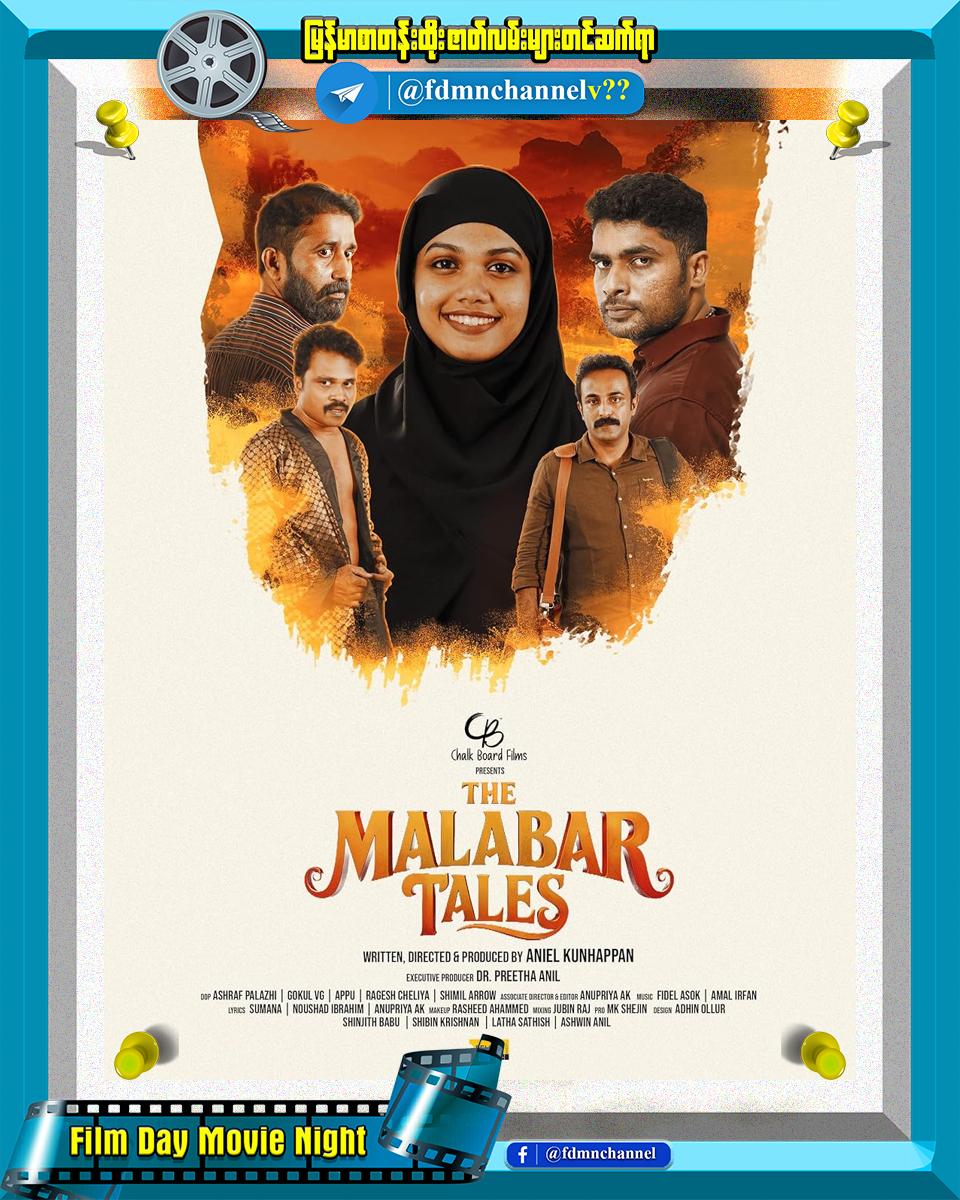 မြန်မာစာတန်းထိုးဇာတ်လမ်းများတင်ဆက်ရာ
@fdmnchannelv??
CB
Chalk Board Films
PRESENTS
THE
MALABAR
TALES
WRITTEN, DIRECTED & PRODUCED BY ANIEL KUNHAPPAN
EXECUTIVE PRODUCER DR. PREETHA ANIL
DOP ASHRAF PALAZHI | GOKUL VG | APPU | RAGESH CHELIYA | SHIMIL ARROW ASSOCIATE DIRECTOR & EDITOR ANUPRIYA AK MUSIC FIDEL ASOK | AMAL IRFAN
LYRICS SUMANA | NOUSHAD IBRAHIM | ANUPRIYA AK MAKEUP RASHEED AHAMMED MIXING JUBIN RAJ PRO MK SHEJIN DESIGN ADHIN OLLUR
SHINJITH BABU | SHIBIN KRISHNAN | LATHA SATHISH | ASHWIN ANIL
Film Day Movie Night
@fdmnchannel